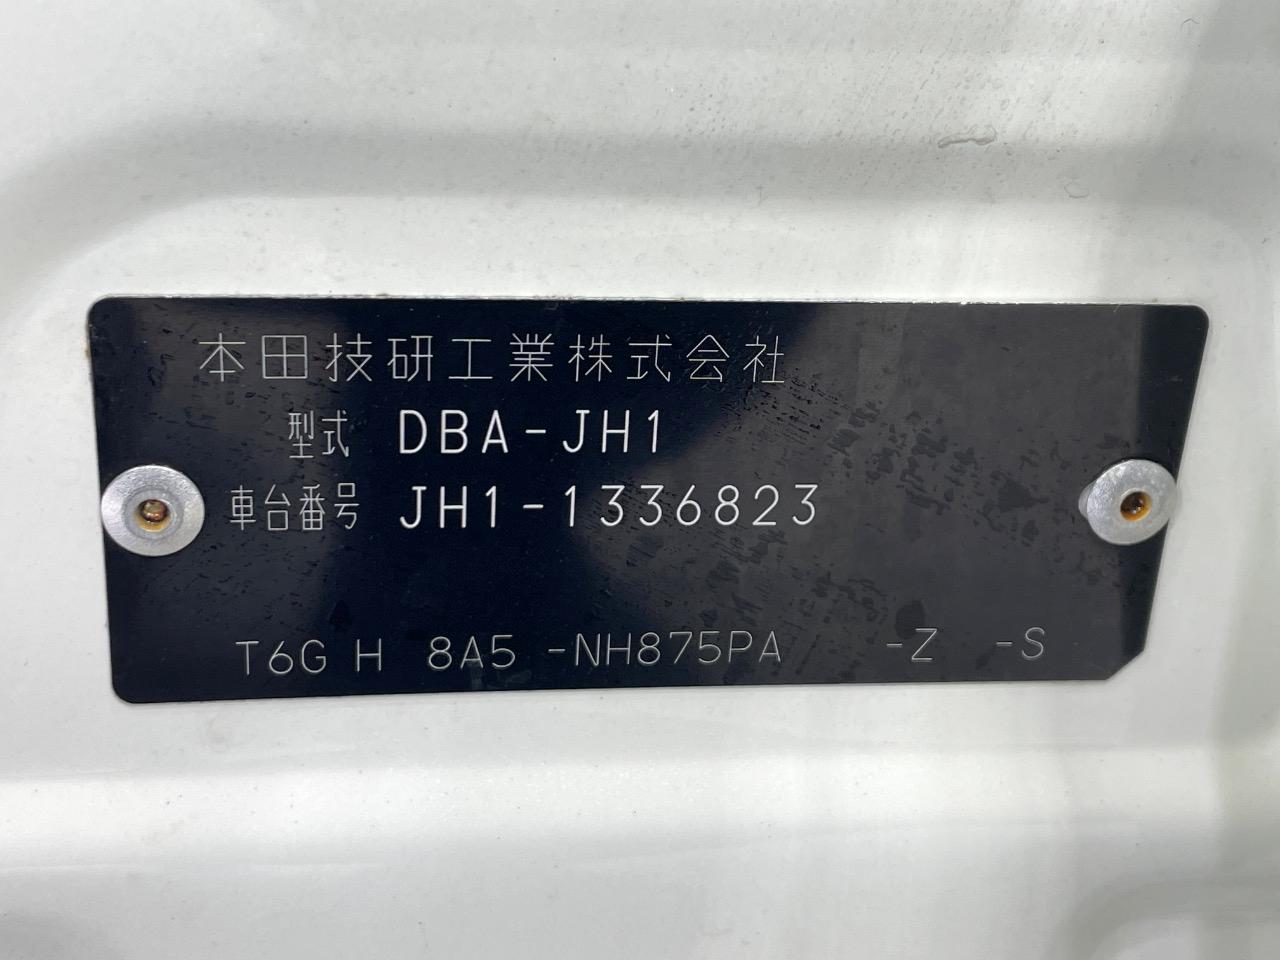 本田技研工業株式会社
型式 DBA-JH1
車台番号 JH1-1336823
T6G H 8A5 -NH875PA -Z -S